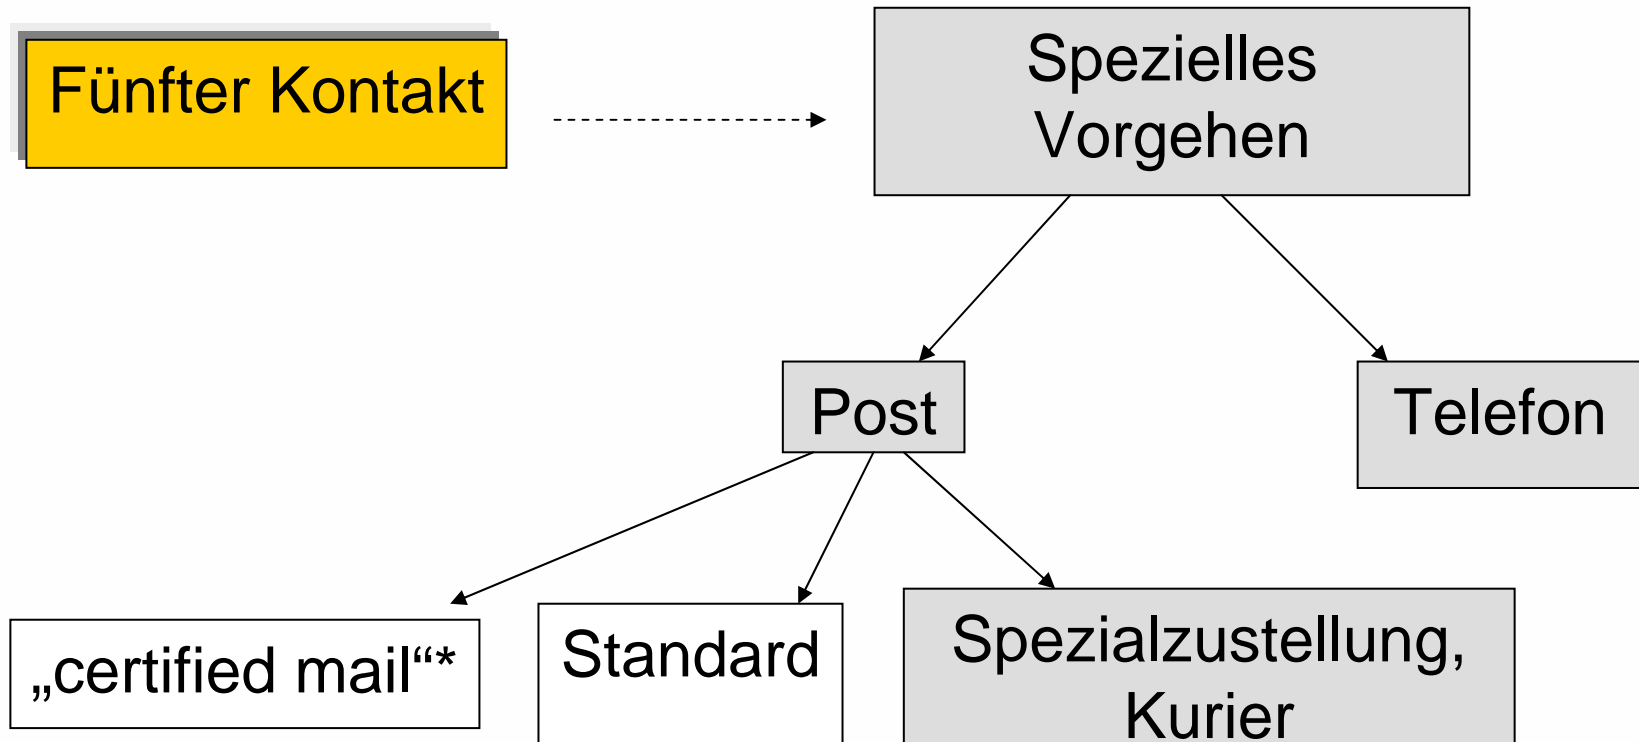 Fünfter Kontakt
Spezielles
Vorgehen
Post
Telefon
„certified mail“*
Standard
Spezialzustellung,
Kurier